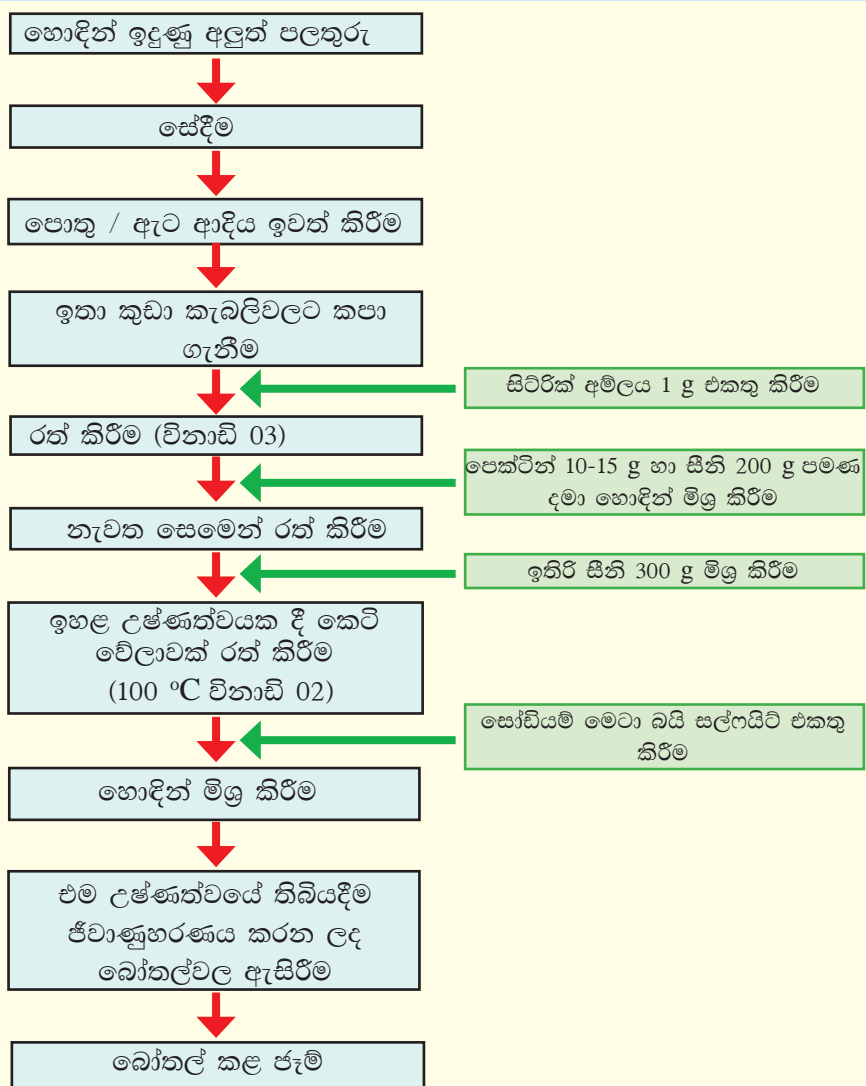 හොඳින් ඉදුණු අලුත් පලතුරු
සේදීම
පොතු / ඇට ආදිය ඉවත් කිරීම
ඉතා කුඩා කැබලිවලට කපා
ගැනීම
සිට්රික් අම්ලය 1 g එකතු කිරීම
රත් කිරීම (විනාඩි 03)
පෙක්ටින් 10-15 g හා සීනි 200 g පමණ
දමා හොඳින් මිශ්‍ර කිරීම
නැවත සෙමෙන් රත් කිරීම
ඉතිරි සීනි 300 g මිශ්‍ර කිරීම
ඉහළ උෂ්ණත්වයක දී කෙටි
වේලාවක් රත් කිරීම
(100 °C විනාඩි 02)
සෝඩියම් මෙටා බයි සල්ෆයිට් එකතු
කිරීම
හොඳින් මිශ්‍ර කිරීම
එම උෂ්ණත්වයේ තිබියදීම
ජීවාණුහරණය කරන ලද
බෝතල්වල ඇසිරීම
බෝතල් කළ ජෑම්